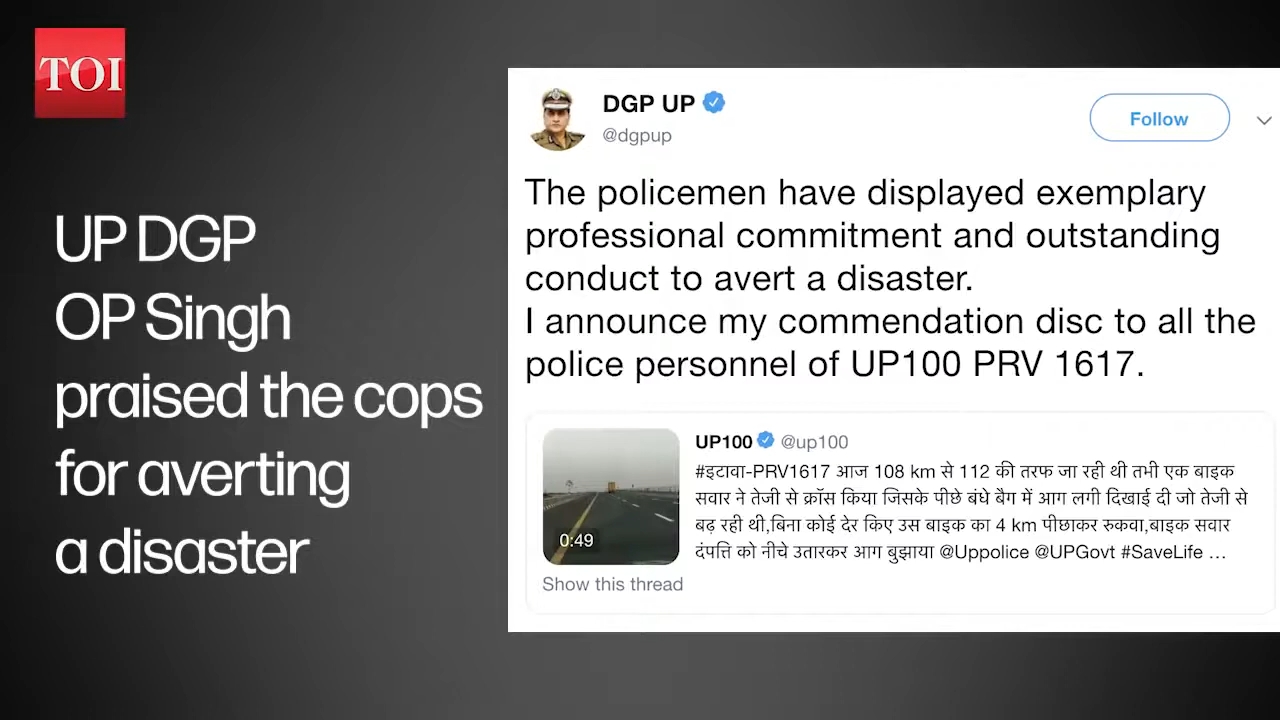 TOI
UP DGP
OP Singh
praised the cops
for averting
a disaster
DGP UP
@dgpup
Follow
The policemen have displayed exemplary
professional commitment and outstanding
conduct to avert a disaster.
I announce my commendation disc to all the
police personnel of UP100 PRV 1617.
UP100 @up100
#इटावा-PRV1617 आज 108 km से 112 की तरफ जा रही थी तभी एक बाइक
सवार ने तेजी से क्रॉस किया जिसके पीछे बंधे बैग में आग लगी दिखाई दी जो तेजी से
बढ़ रही थी,बिना कोई देर किए उस बाइक का 4 km पीछाकर रुकवा,बाइक सवार
दंपत्ति को नीचे उतारकर आग बुझाया @Uppolice @UPGovt #SaveLife …
0:49
Show this thread